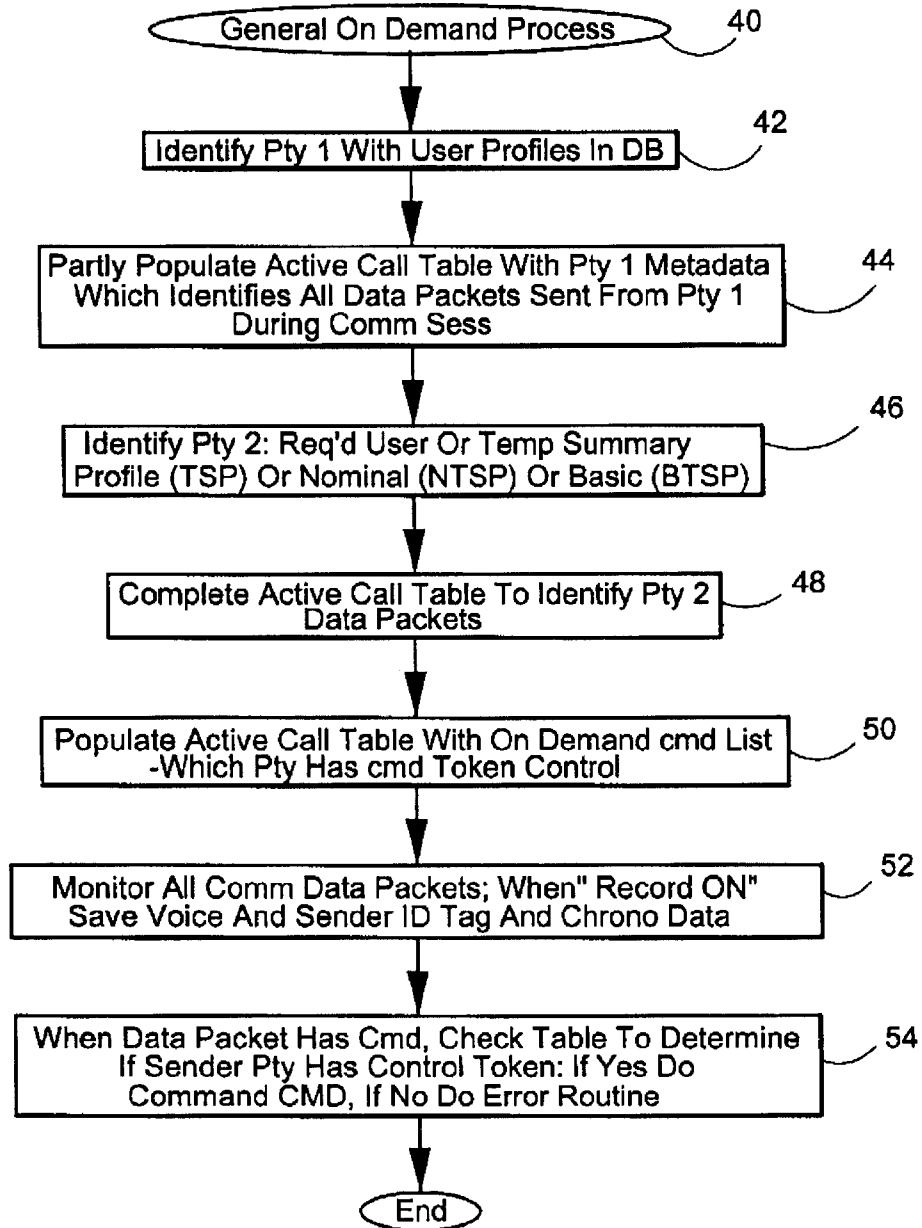 General On Demand Process
40
42
Identify Pty 1 With User Profiles In DB
Partly Populate Active Call Table With Pty 1 Metadata
Which Identifies All Data Packets Sent From Pty 1
During Comm Sess
44
46
Identify Pty 2: Req'd User Or Temp Summary
Profile (TSP) Or Nominal (NTSP) Or Basic (BTSP)
48
Complete Active Call Table To Identify Pty 2
Data Packets
50
Populate Active Call Table With On Demand cmd List
-Which Pty Has cmd Token Control
52
Monitor All Comm Data Packets; When" Record ON"
Save Voice And Sender ID Tag And Chrono Data
54
When Data Packet Has Cmd, Check Table To Determine
If Sender Pty Has Control Token: If Yes Do
Command CMD, If No Do Error Routine
End